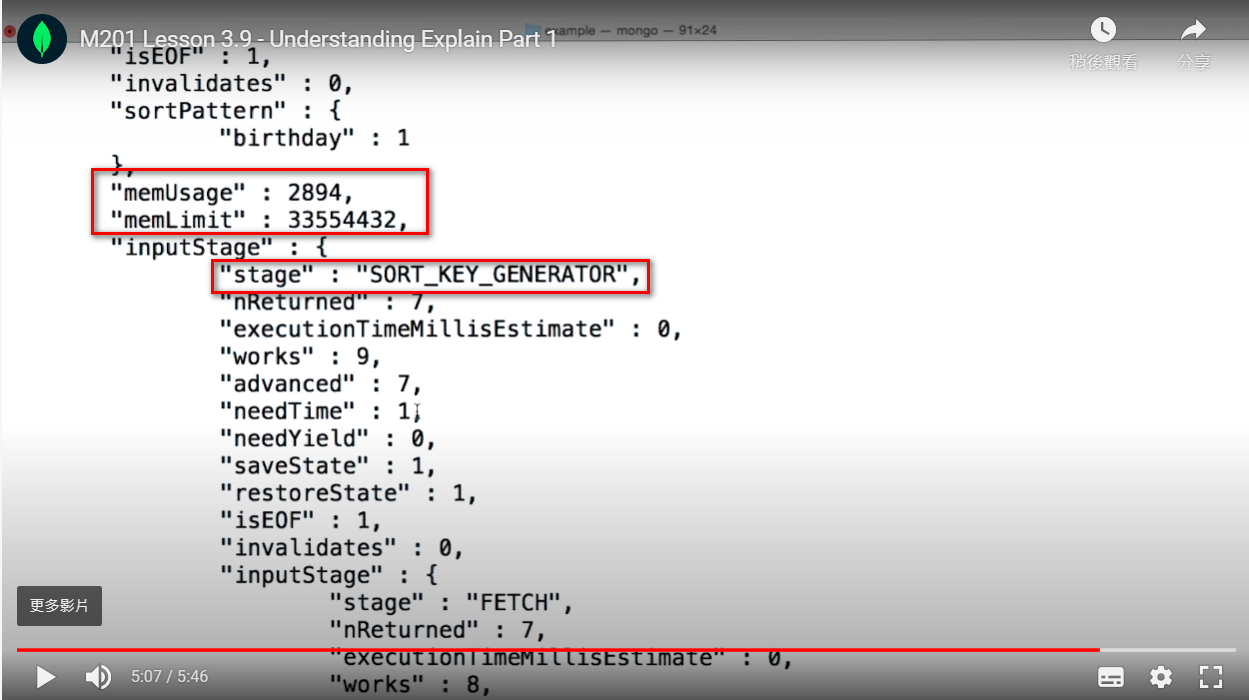 example — mongo — 91×24
M201 Lesson 3.9 - Understanding Explain Part 1
稍後觀看
分享
"isEOF" : 1,
"invalidates" : 0,
"sortPattern" : {
"birthday" : 1
},
"memUsage" : 2894,
"memLimit" : 33554432,
"inputStage" : {
"stage" : "SORT_KEY_GENERATOR",
"nReturned" : 7,
"executionTimeMillisEstimate" : 0,
"works" : 9,
"advanced" : 7,
"needTime" : 1,
"needYield" : 0,
"saveState" : 1,
"restoreState" : 1,
"isEOF" : 1,
"invalidates" : 0,
"inputStage" : {
"stage" : "FETCH",
"nReturned" : 7,
"executionTimeMillisEstimate" : 0,
"works" : 8,
更多影片
5:07 / 5:46